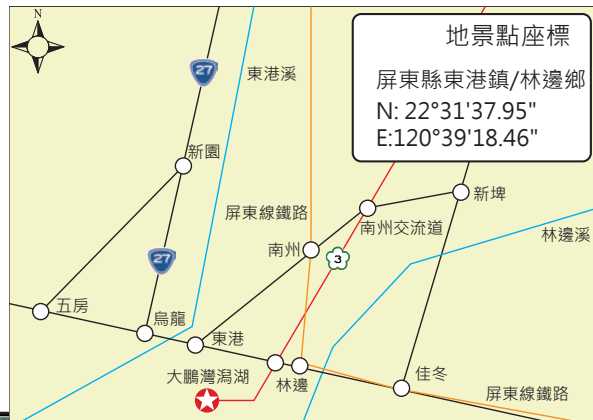 N
地景點座標
屏東縣東港鎮/林邊鄉
N: 22°31'37.95"
E:120°39'18.46"
27
東港溪
新園
屏東線鐵路
南州交流道
新埤
27
南州
3
林邊溪
五房
烏龍
東港
大鵬灣潟湖
林邊
佳冬
屏東線鐵路